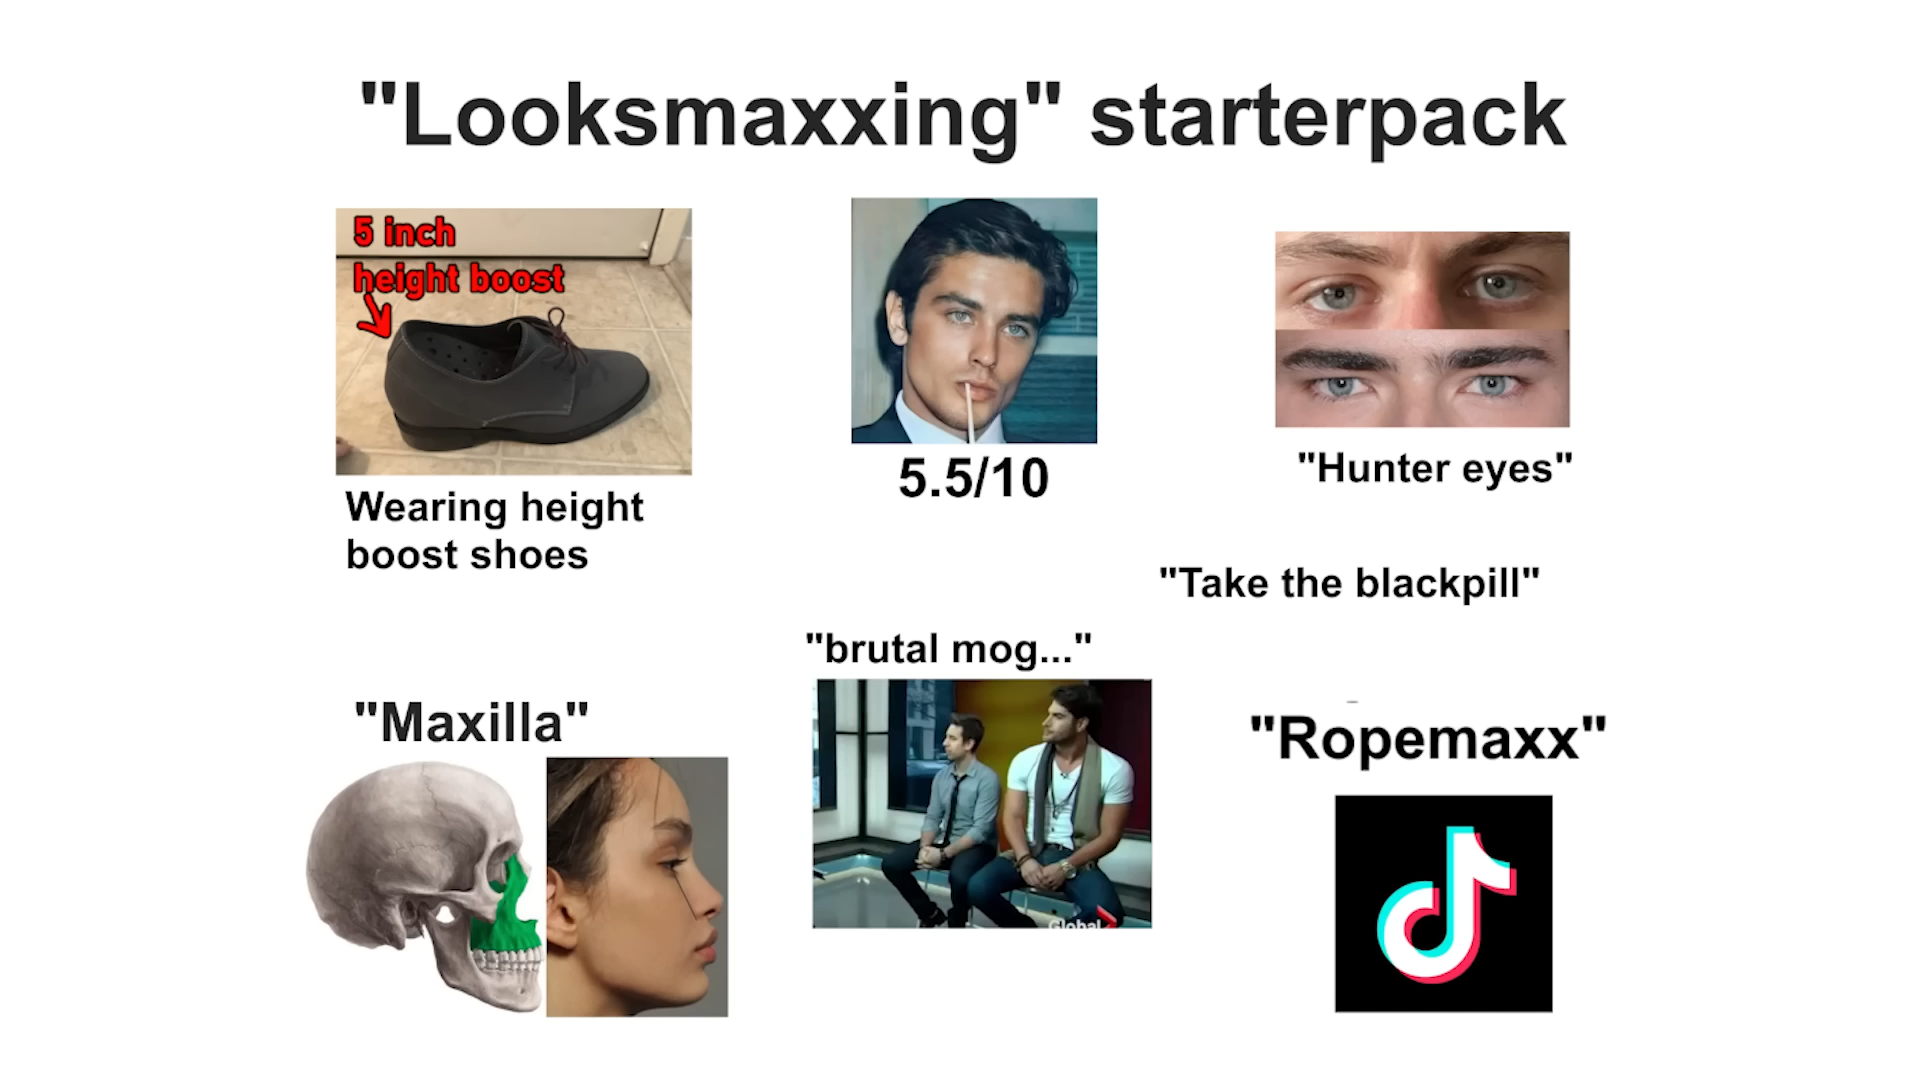 "Looksmaxxing" starterpack
5 inch
height boost
Wearing height
boost shoes
5.5/10
"Hunter eyes"
"Take the blackpill"
"brutal mog..."
"Maxilla"
"Ropemaxx"
Global